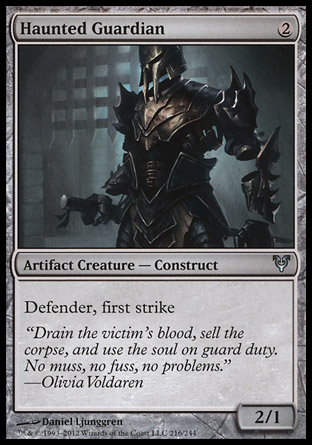 Haunted Guardian 2
Artifact Creature — Construct
Defender, first strike
“Drain the victim’s blood, sell the
corpse, and use the soul on guard duty.
No muss, no fuss, no problems.”
—Olivia Voldaren
Daniel Ljunggren
™ & © 1993–2012 Wizards of the Coast LLC 216/244
2/1